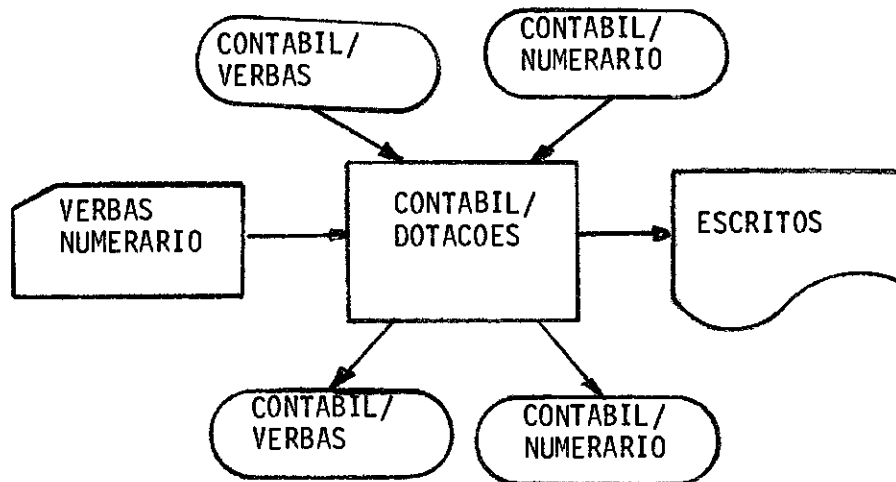 CONTABIL/
VERBAS
CONTABIL/
NUMERARIO
VERBAS
NUMERARIO
CONTABIL/
DOTACOES
ESCRITOS
CONTABIL/
VERBAS
CONTABIL/
NUMERARIO